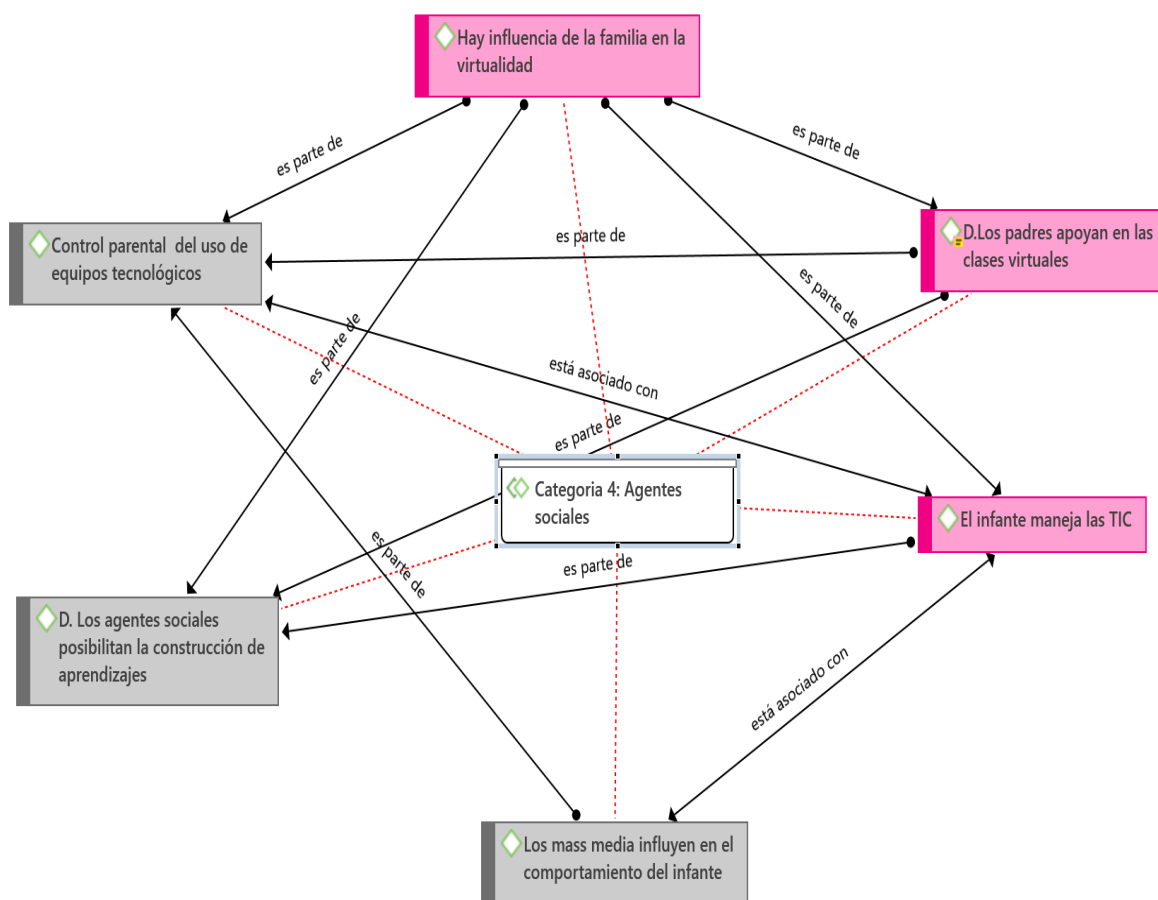 Hay influencia de la familia en la
virtualidad
es parte de
es parte de
Control parental  del uso de
equipos tecnológicos
es parte de
D.Los padres apoyan en las
clases virtuales
es parte de
es parte de
está asociado con
es parte de
Categoria 4: Agentes
sociales
El infante maneja las TIC
es parte de
es parte de
D. Los agentes sociales
posibilitan la construcción de
aprendizajes
está asociado con
Los mass media influyen en el
comportamiento del infante